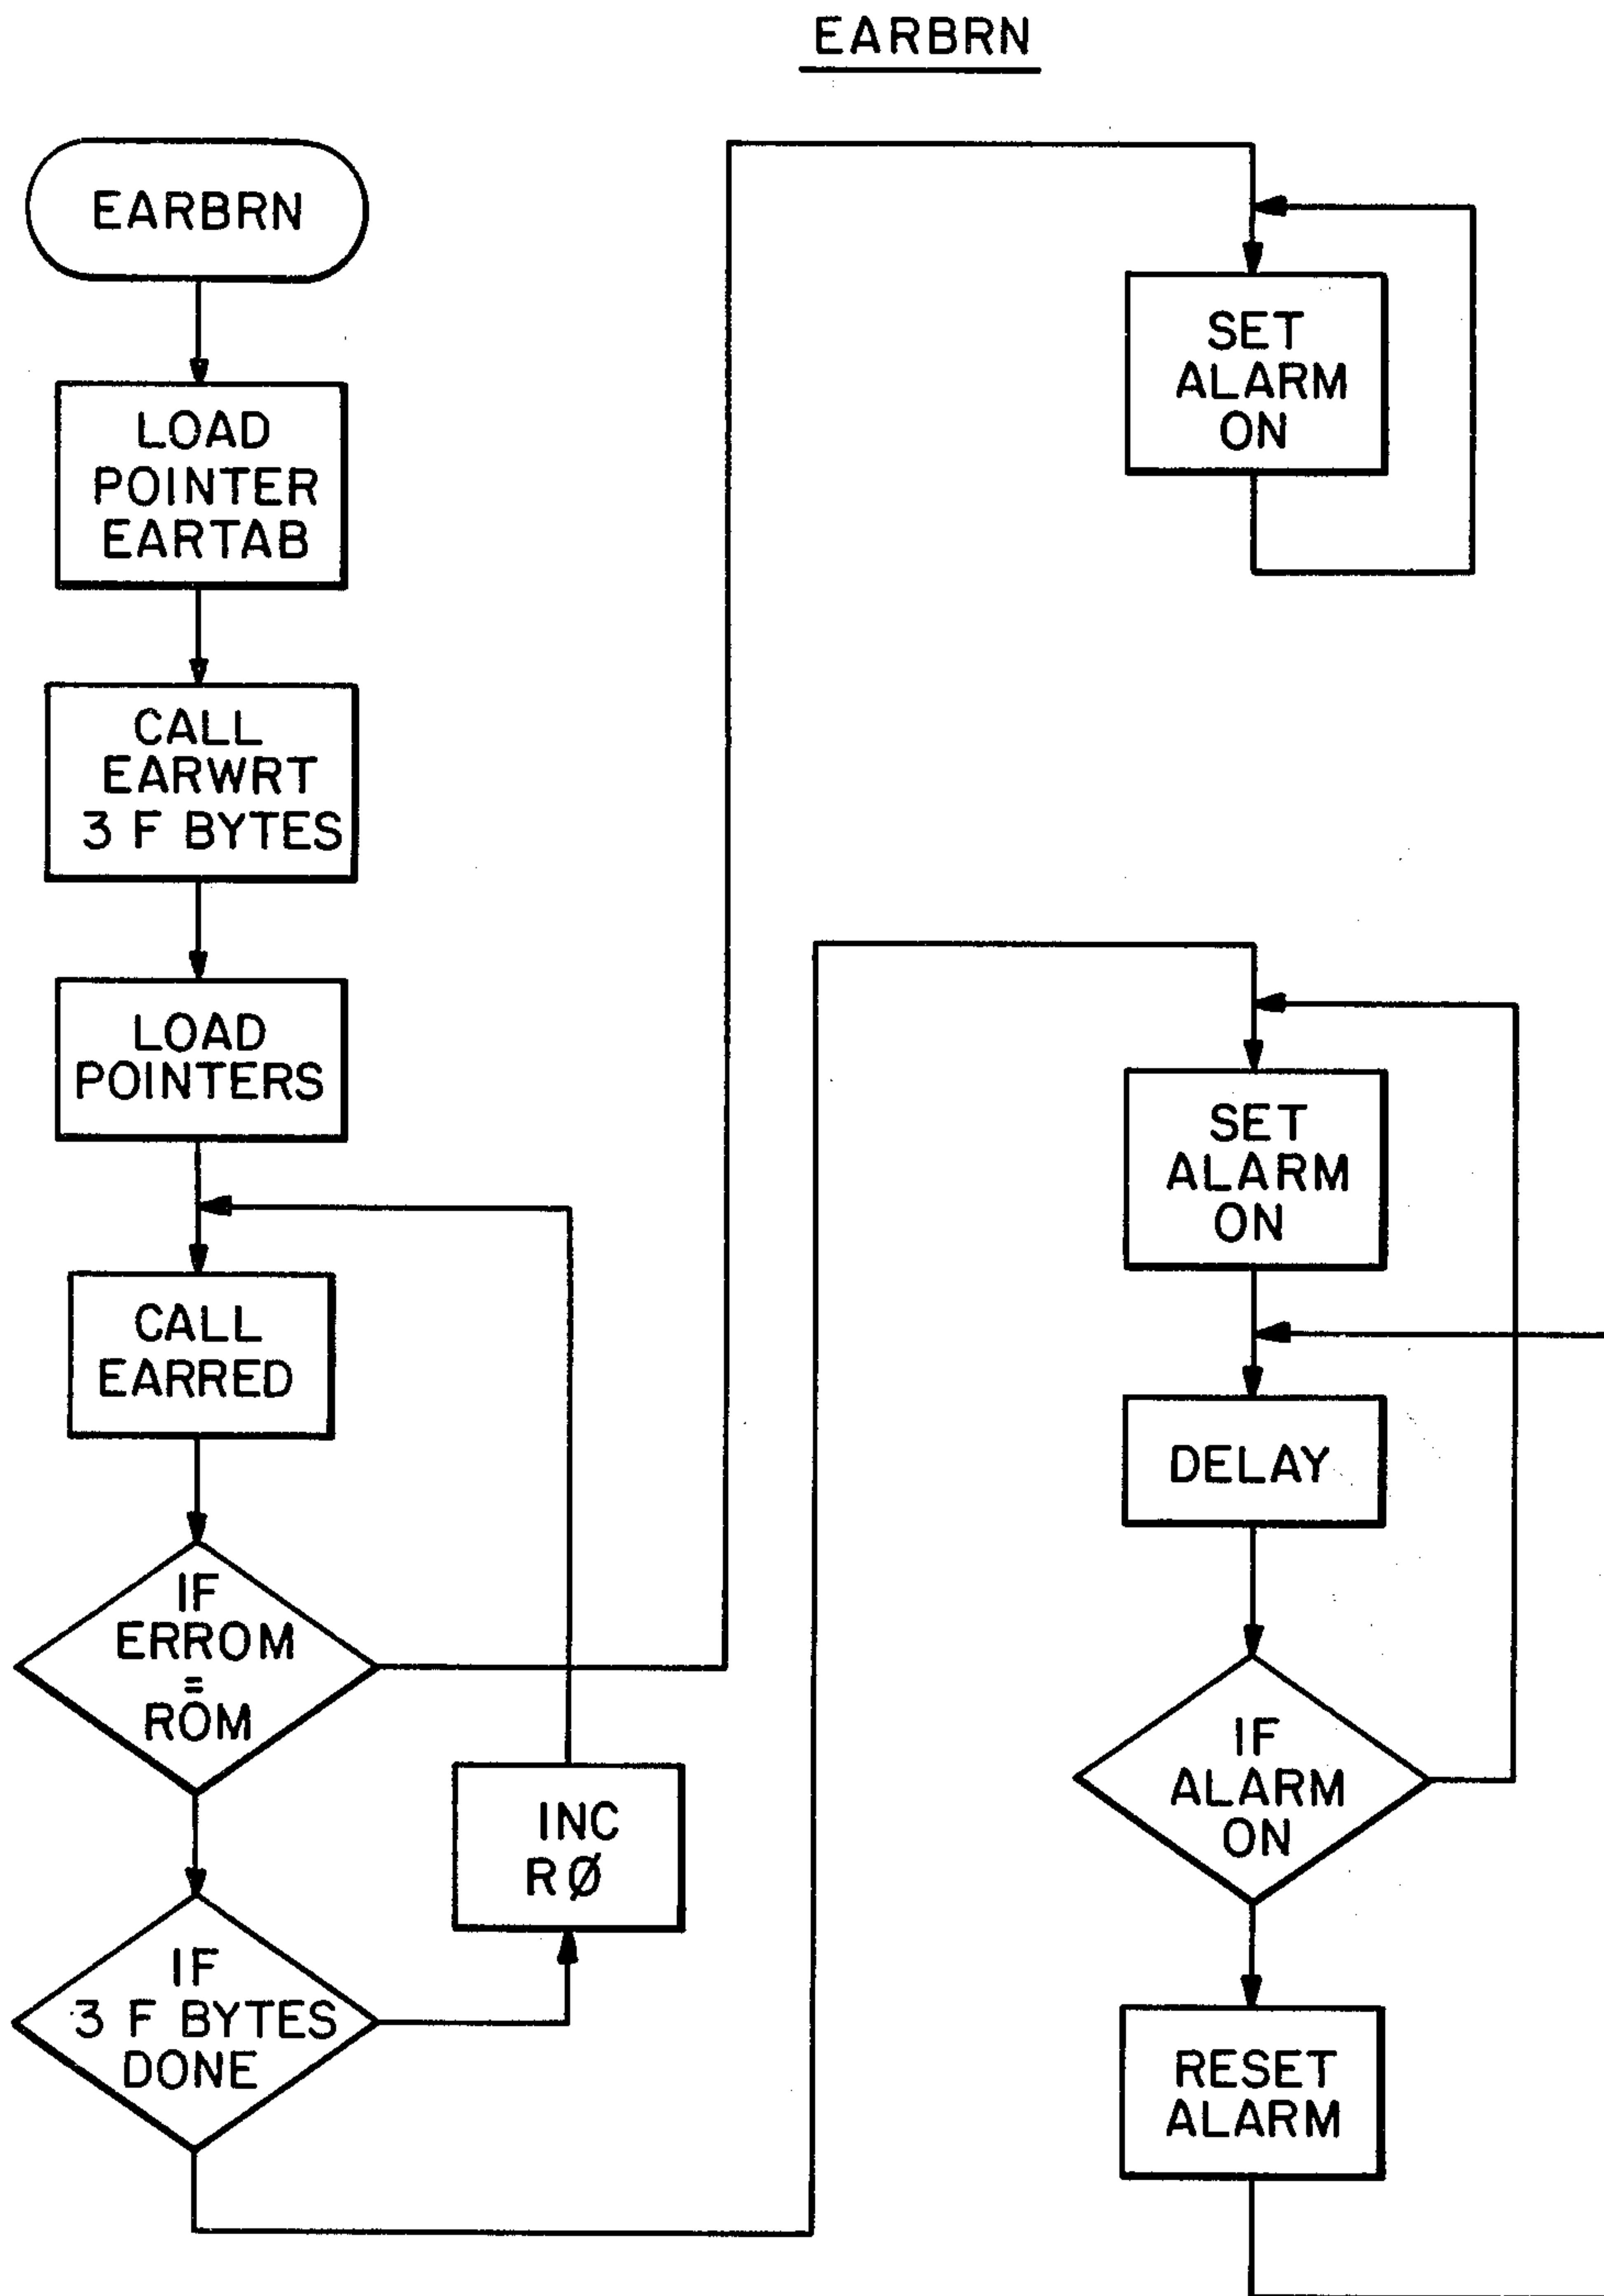 EARBRN
EARBRN
LOAD
POINTER
EARTAB
CALL
EARWRT
3 F BYTES
LOAD
POINTERS
CALL
EARRED
IF
ERROM
=
ROM
IF
3 F BYTES
DONE
INC
RØ
SET
ALARM
ON
SET
ALARM
ON
DELAY
IF
ALARM
ON
RESET
ALARM